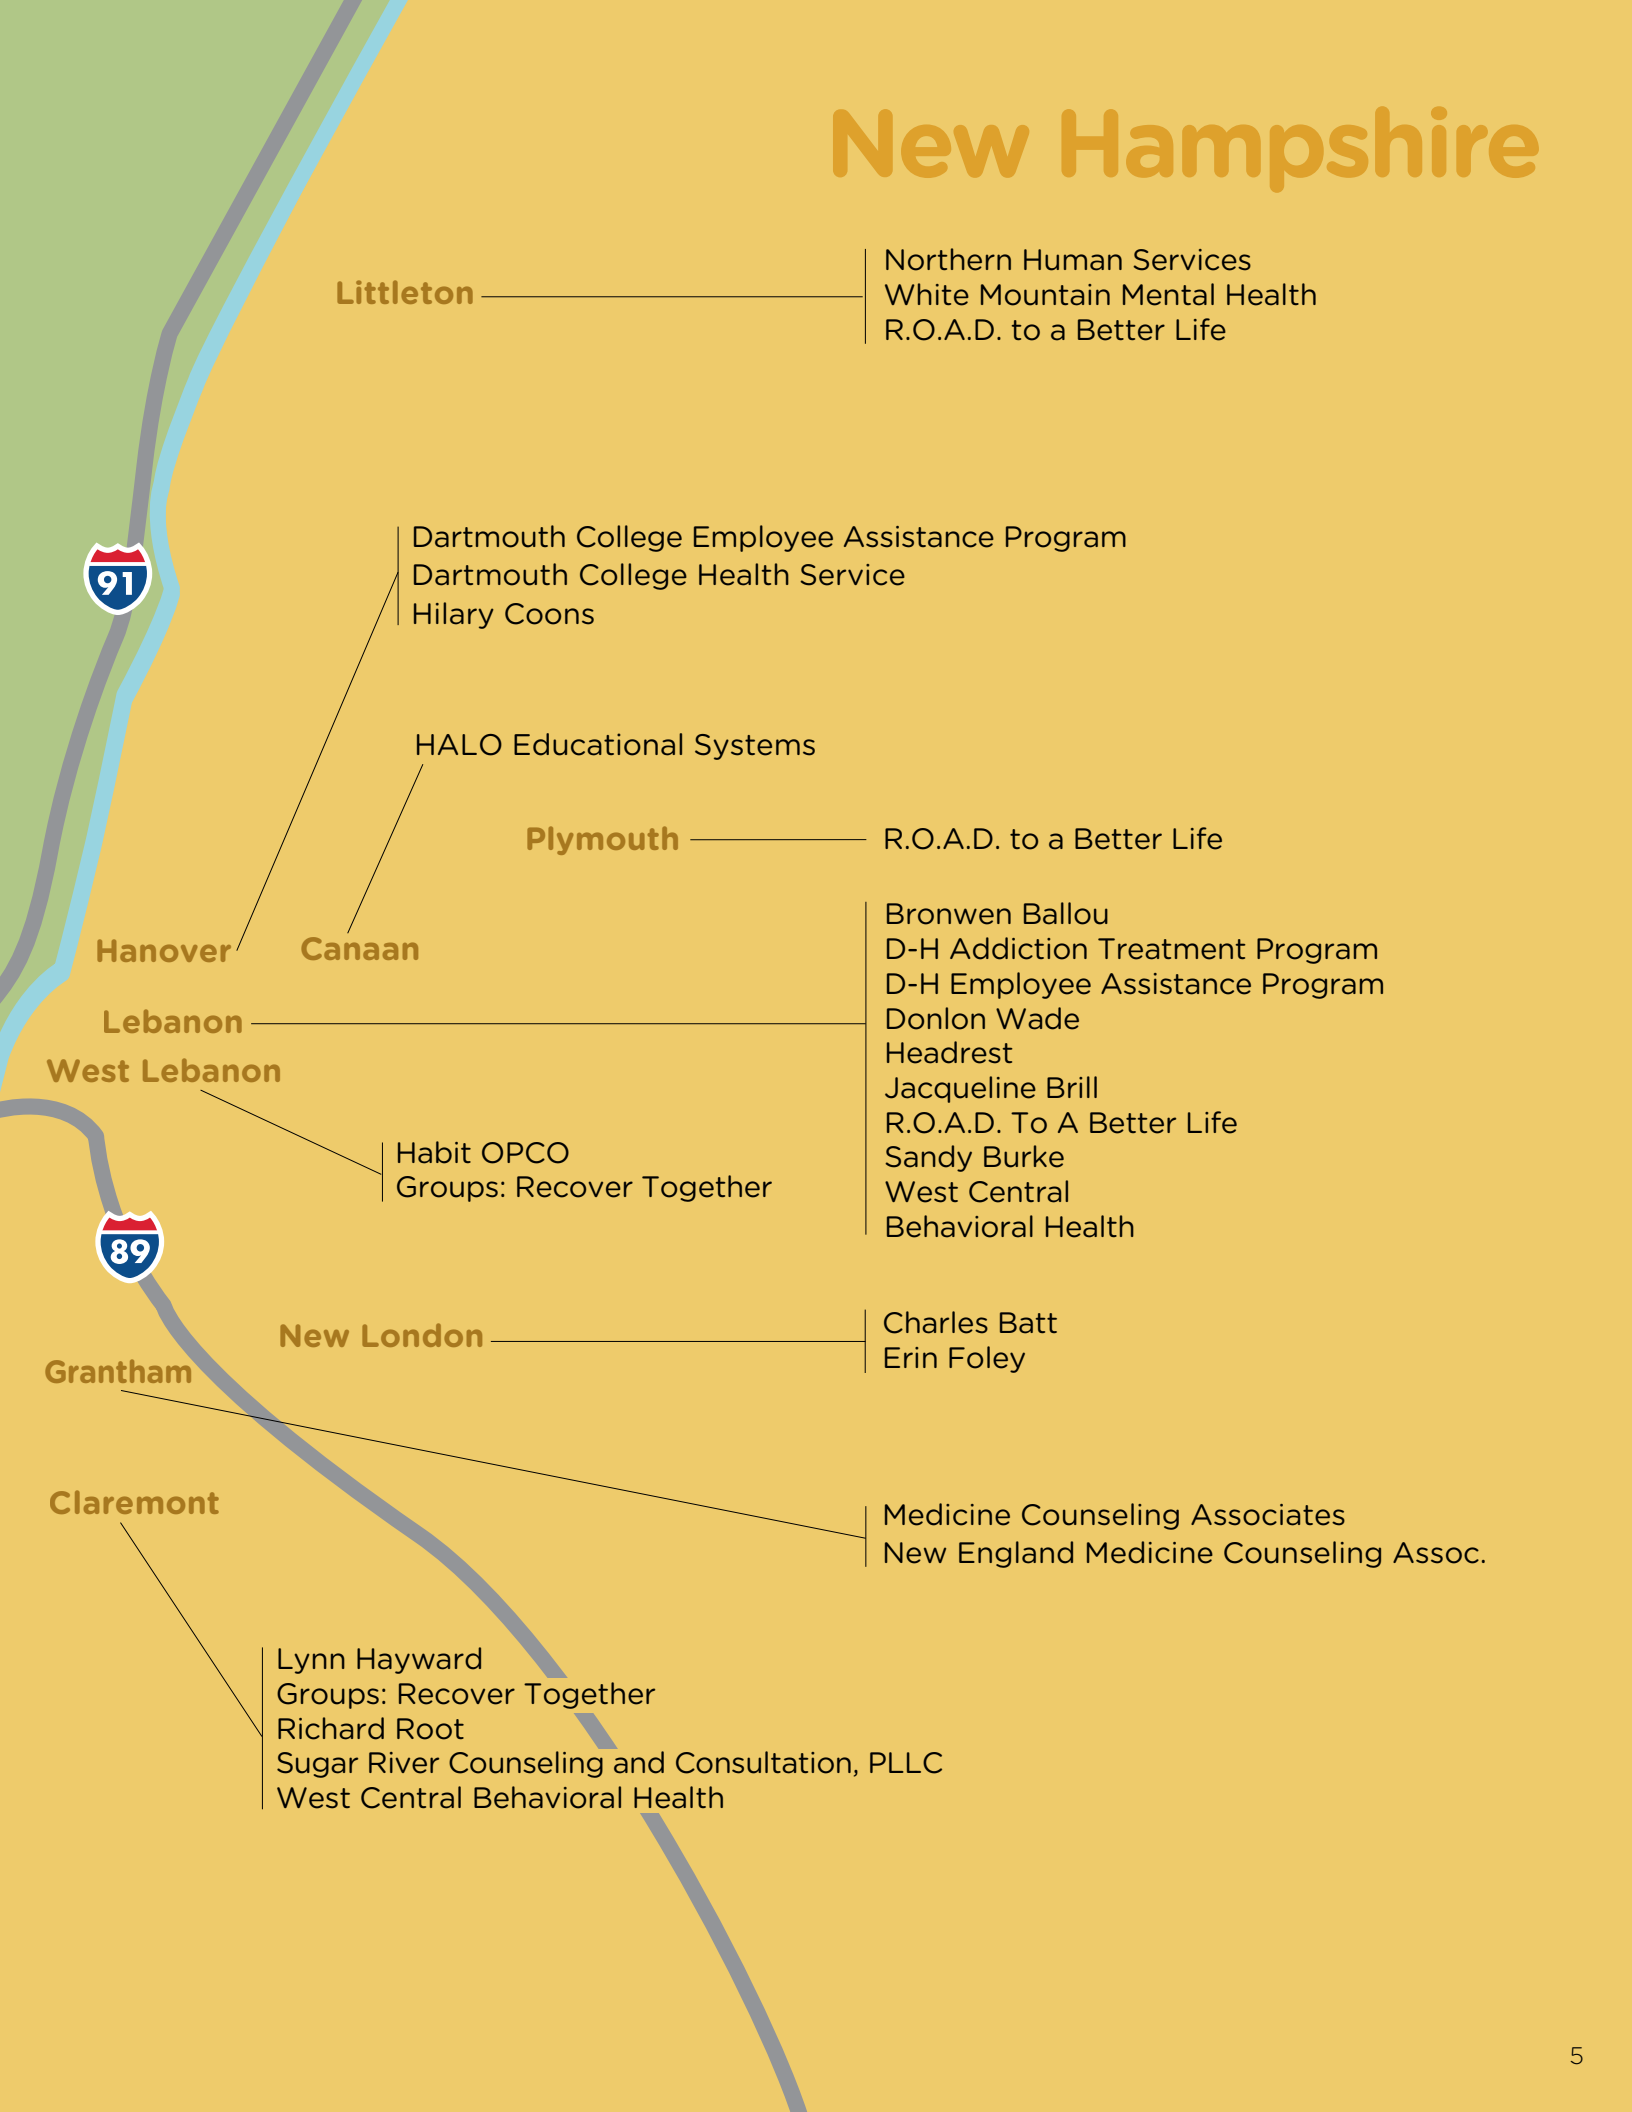 New Hampshire
Littleton
Northern Human Services
White Mountain Mental Health
R.O.A.D. to a Better Life
91
Dartmouth College Employee Assistance Program
Dartmouth College Health Service
Hilary Coons
HALO Educational Systems
Plymouth
R.O.A.D. to a Better Life
Hanover
Canaan
Lebanon
Bronwen Ballou
D-H Addiction Treatment Program
D-H Employee Assistance Program
Donlon Wade
Headrest
Jacqueline Brill
R.O.A.D. To A Better Life
Sandy Burke
West Central
Behavioral Health
West Lebanon
Habit OPCO
Groups: Recover Together
89
New London
Charles Batt
Erin Foley
Grantham
Medicine Counseling Associates
New England Medicine Counseling Assoc.
Claremont
Lynn Hayward
Groups: Recover Together
Richard Root
Sugar River Counseling and Consultation, PLLC
West Central Behavioral Health
5